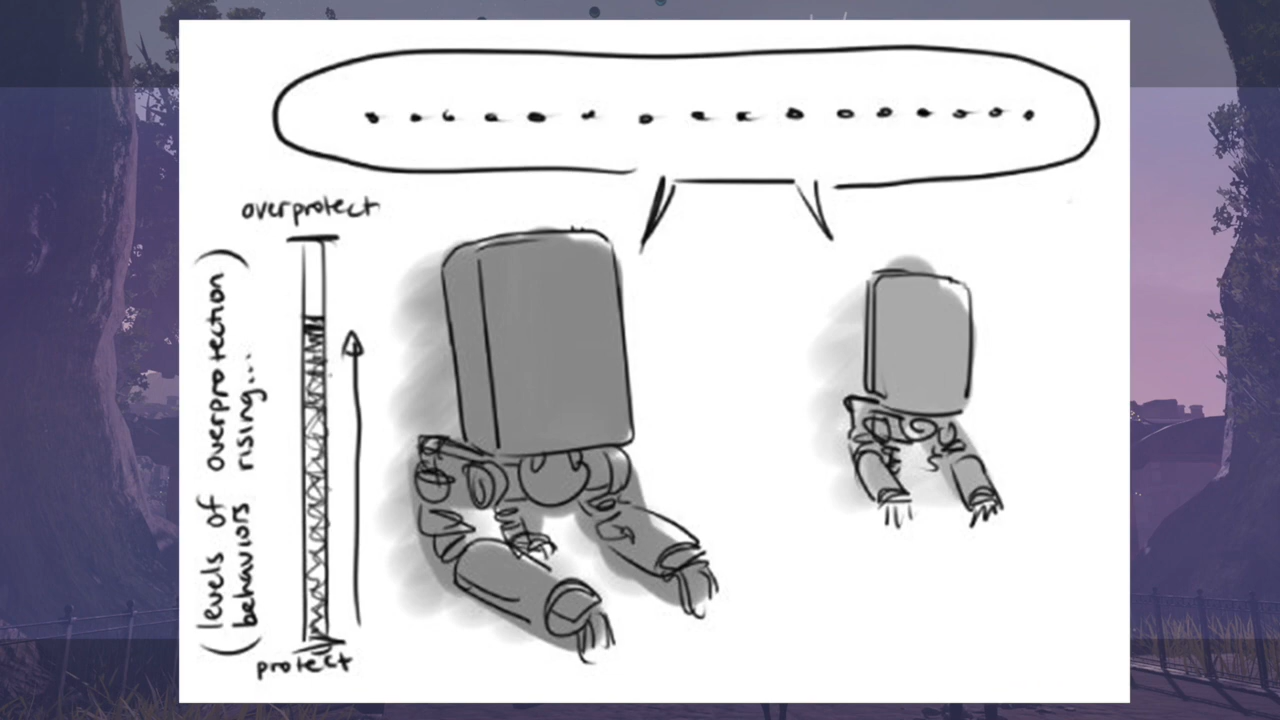 ................
overprotect
(levels of overprotection
behaviors rising...)
protect